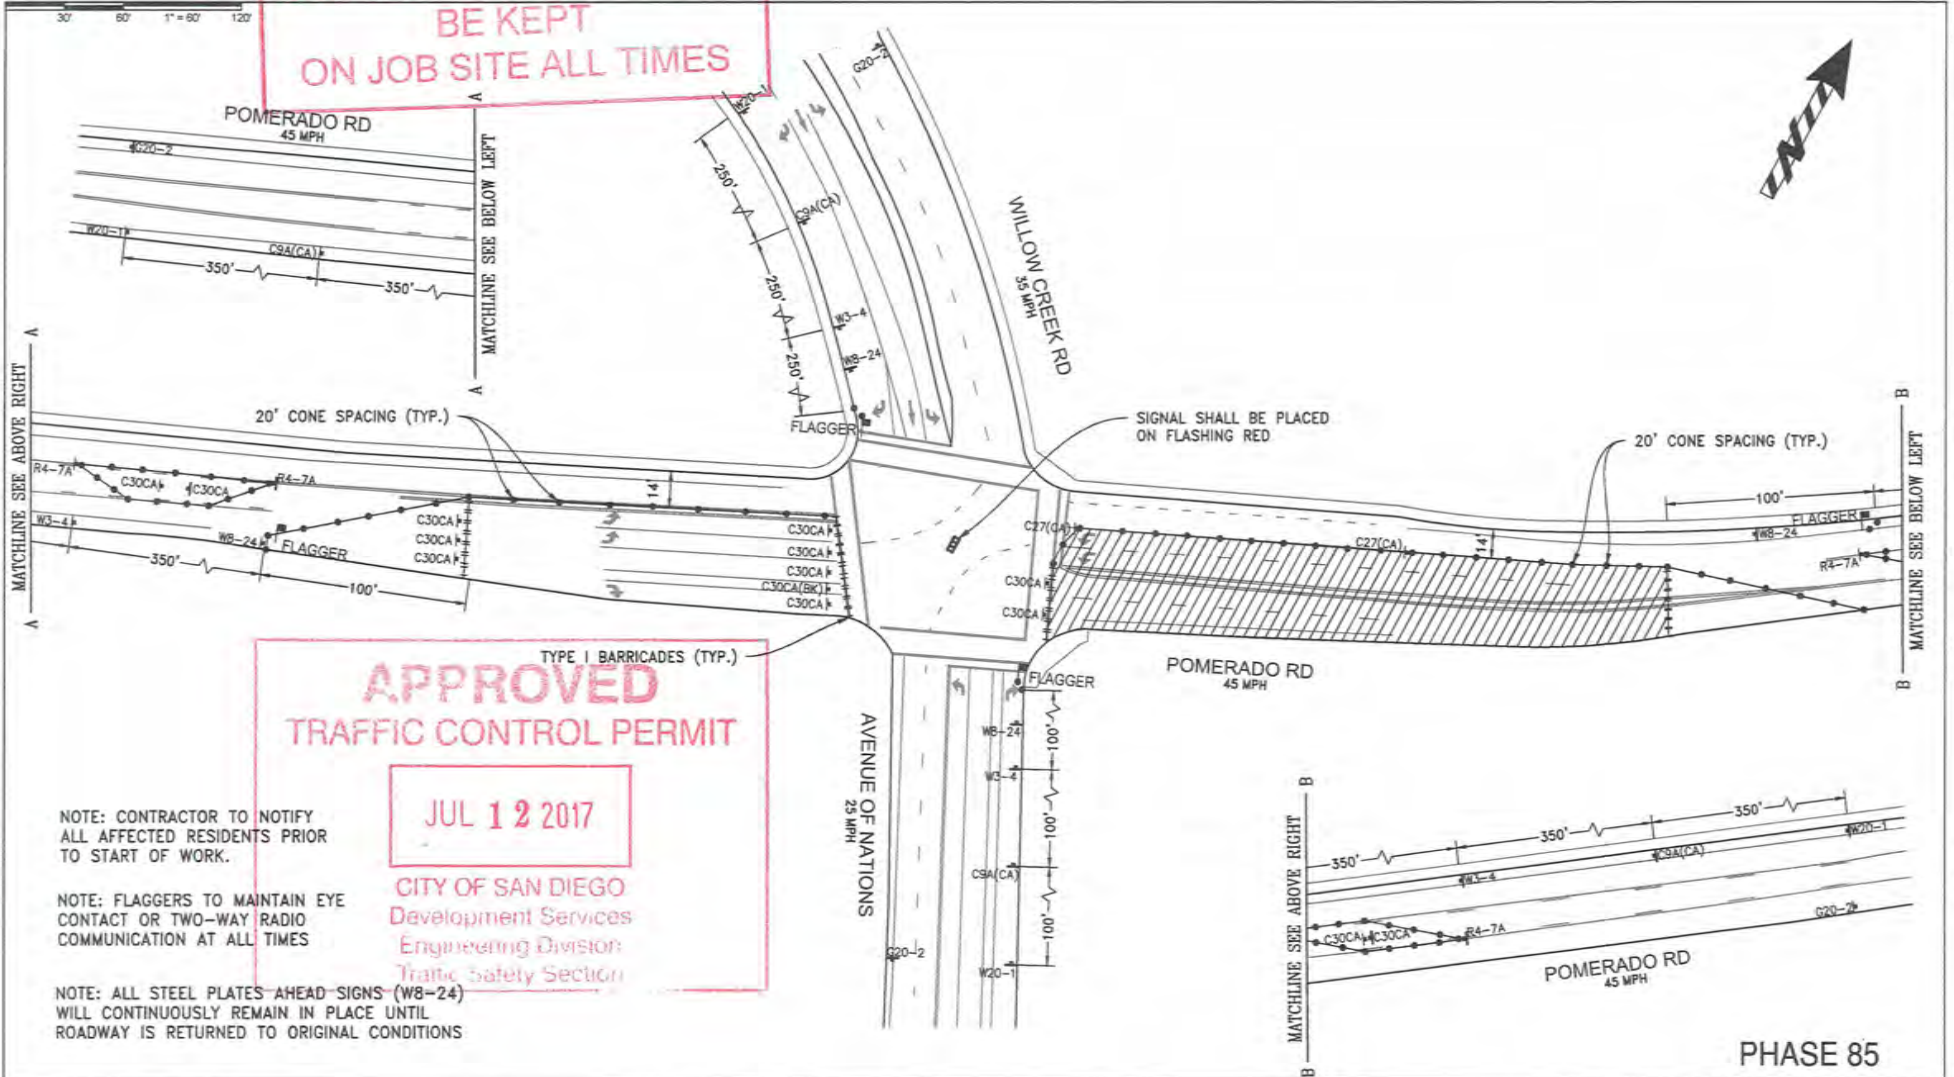 30'
60'
1" = 60'
120'
BE KEPT
ON JOB SITE ALL TIMES
POMERADO RD
45 MPH
G20-2
W20-1
C9A(CA)
350'
350'
A
MATCHLINE SEE BELOW LEFT
A
W20-1
G20-2
250'
C9A(CA)
250'
W3-4
W8-24
250'
FLAGGER
WILLOW CREEK RD
35 MPH
N
A
MATCHLINE SEE ABOVE RIGHT
A
20' CONE SPACING (TYP.)
R4-7A
C30CA
C30CA
R4-7A
W3-4
W8-24
FLAGGER
350'
100'
C30CA
C30CA
C30CA
14'
C30CA
C30CA
C30CA
C30CA(BK)
C30CA
TYPE I BARRICADES (TYP.)
SIGNAL SHALL BE PLACED
ON FLASHING RED
20' CONE SPACING (TYP.)
C27(CA)
C27(CA)
14'
C30CA
C30CA
100'
FLAGGER
W8-24
R4-7A
B
MATCHLINE SEE BELOW LEFT
B
POMERADO RD
45 MPH
FLAGGER
W8-24
100'
W3-4
100'
C9A(CA)
100'
W20-1
G20-2
AVENUE OF NATIONS
25 MPH
APPROVED
TRAFFIC CONTROL PERMIT
JUL 12 2017
CITY OF SAN DIEGO
Development Services
Engineering Division
Traffic Safety Section
NOTE: CONTRACTOR TO NOTIFY
ALL AFFECTED RESIDENTS PRIOR
TO START OF WORK.
NOTE: FLAGGERS TO MAINTAIN EYE
CONTACT OR TWO-WAY RADIO
COMMUNICATION AT ALL TIMES
NOTE: ALL STEEL PLATES AHEAD SIGNS (W8-24)
WILL CONTINUOUSLY REMAIN IN PLACE UNTIL
ROADWAY IS RETURNED TO ORIGINAL CONDITIONS
B
MATCHLINE SEE ABOVE RIGHT
B
350'
350'
350'
W3-4
C9A(CA)
W20-1
C30CA
C30CA
R4-7A
G20-2
POMERADO RD
45 MPH
PHASE 85